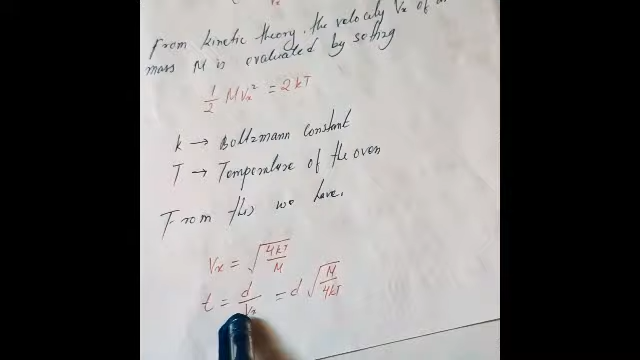 From kinetic theory, the velocity Vx of
mass M is evaluated by
1/2 MVx² = 2kT
k → Boltzmann constant
T → Temperature of the oven
From this we have.
Vx = √(4kT/M)
t = d/Vx = d √(M/4kT)